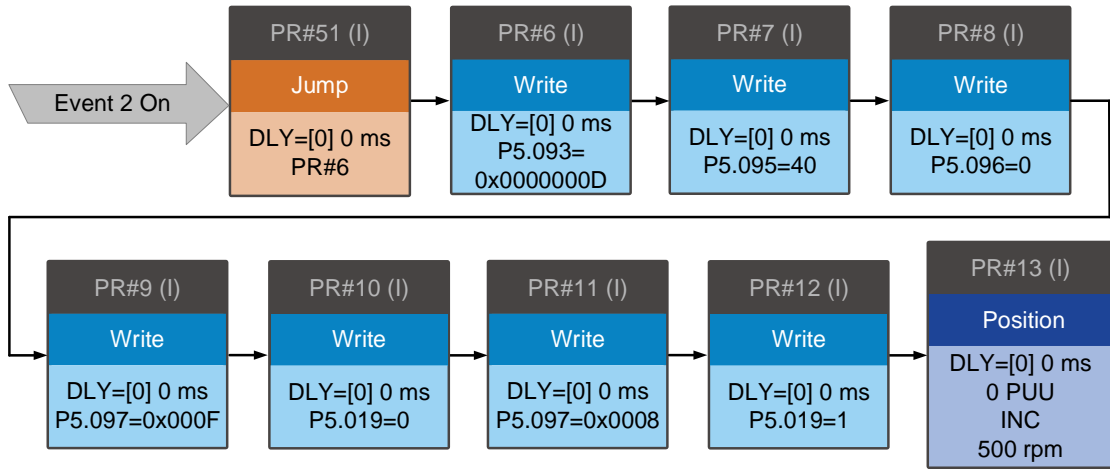 Event 2 On
PR#51 (I)
Jump
DLY=[0] 0 ms
PR#6
PR#6 (I)
Write
DLY=[0] 0 ms
P5.093=
0x0000000D
PR#7 (I)
Write
DLY=[0] 0 ms
P5.095=40
PR#8 (I)
Write
DLY=[0] 0 ms
P5.096=0
PR#9 (I)
Write
DLY=[0] 0 ms
P5.097=0x000F
PR#10 (I)
Write
DLY=[0] 0 ms
P5.019=0
PR#11 (I)
Write
DLY=[0] 0 ms
P5.097=0x0008
PR#12 (I)
Write
DLY=[0] 0 ms
P5.019=1
PR#13 (I)
Position
DLY=[0] 0 ms
0 PUU
INC
500 rpm